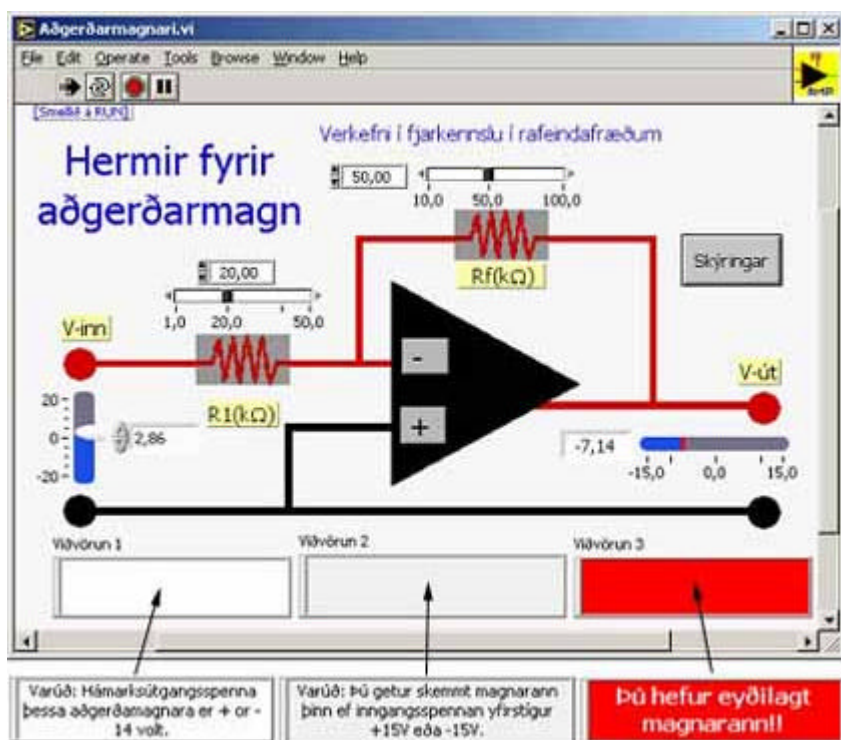 Aðgerðarmagnari.vi
File Edit Operate Tools Browse Window Help
[Smellið á RUN]
Verkefni í fjarkennslu í rafeindafræðum
Hermir fyrir
aðgerðarmagn
50,00
10,0 50,0 100,0
Rf(kΩ)
Skýringar
20,00
1,0 20,0 50,0
V-inn
R1(kΩ)
-
+
V-út
20
0
-20
2,86
-7,14
-15,0 0,0 15,0
Viðvörun 1
Viðvörun 2
Viðvörun 3
Varúð: Hámarksútgangsspenna
þessa aðgerðamagnara er + or -
14 volt.
Varúð: Þú getur skemmt magnarann
þinn ef inngangsspennan yfirstígur
+15V eða -15V.
Þú hefur eyðilagt
magnarann!!